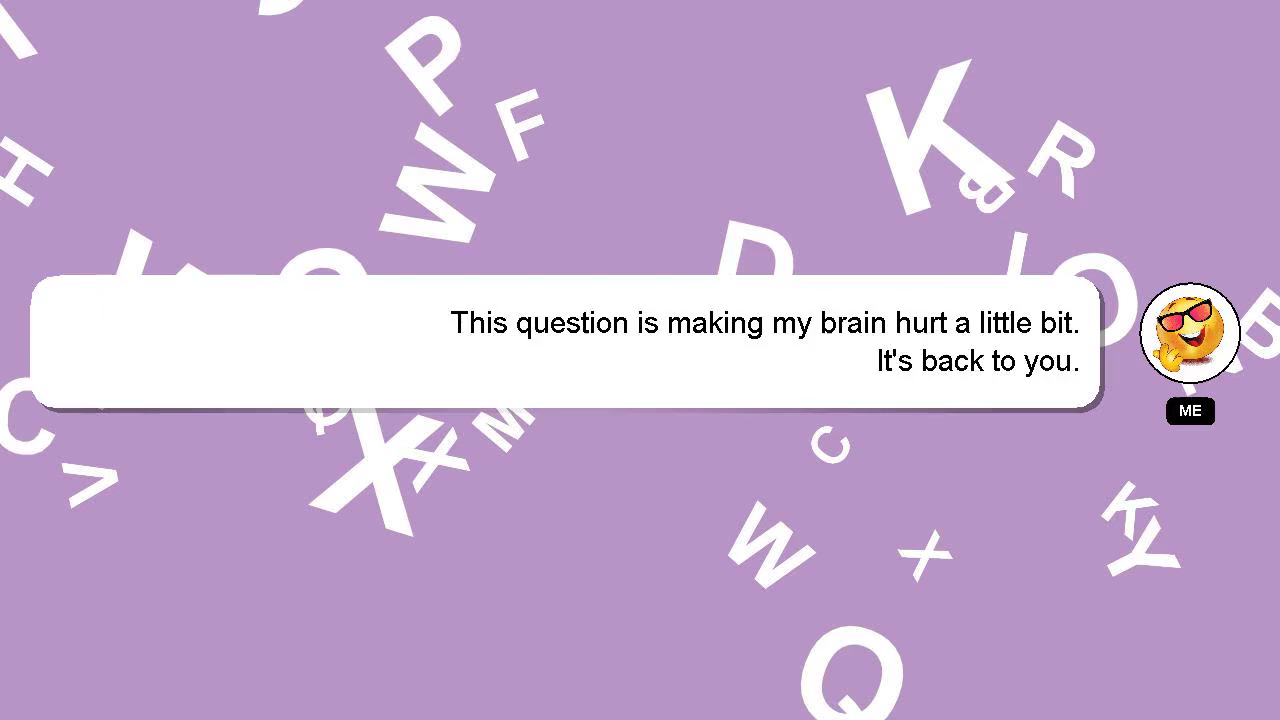 This question is making my brain hurt a little bit.
It's back to you.
ME
P
F
W
K
R
B
H
D
O
C
V
X
X
M
C
W
X
K
Y
Q